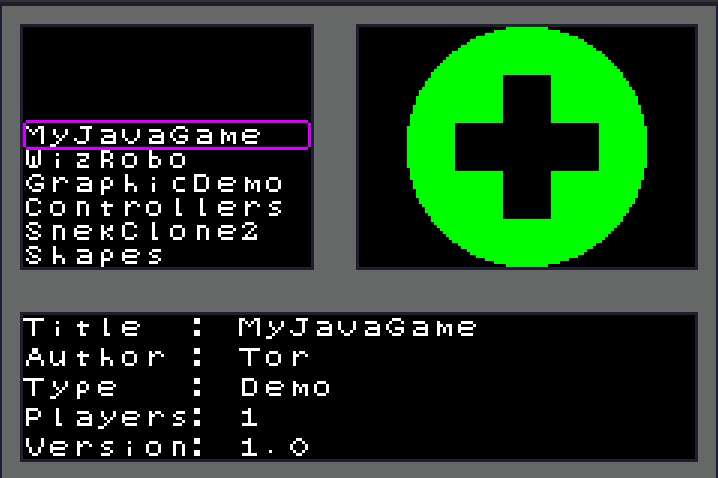 MyJavaGame
WizRobo
GraphicDemo
Controllers
SnekClone2
Shapes
Title  : MyJavaGame
Author : Tor
Type   : Demo
Players: 1
Version: 1.0